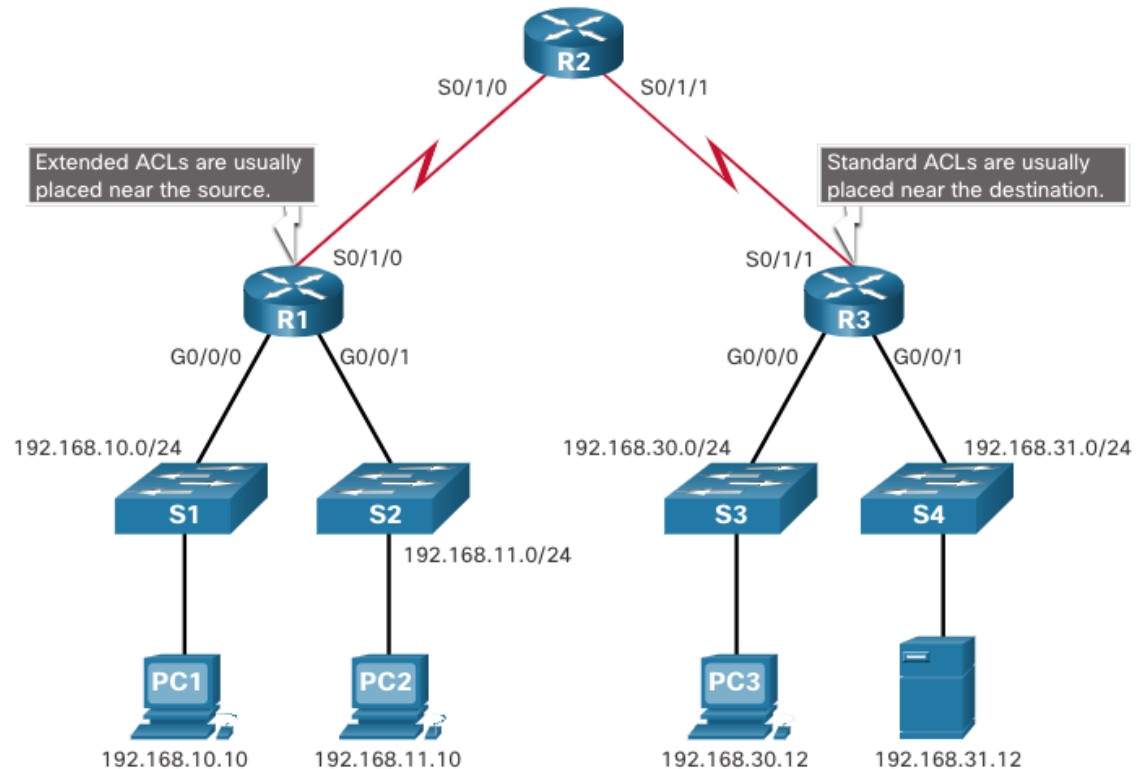 R2
S0/1/0
S0/1/1
Extended ACLs are usually
placed near the source.
Standard ACLs are usually
placed near the destination.
S0/1/0
S0/1/1
R1
R3
G0/0/0
G0/0/1
G0/0/0
G0/0/1
192.168.10.0/24
192.168.30.0/24
192.168.31.0/24
S1
S2
S3
S4
192.168.11.0/24
PC1
PC2
PC3
192.168.10.10
192.168.11.10
192.168.30.12
192.168.31.12